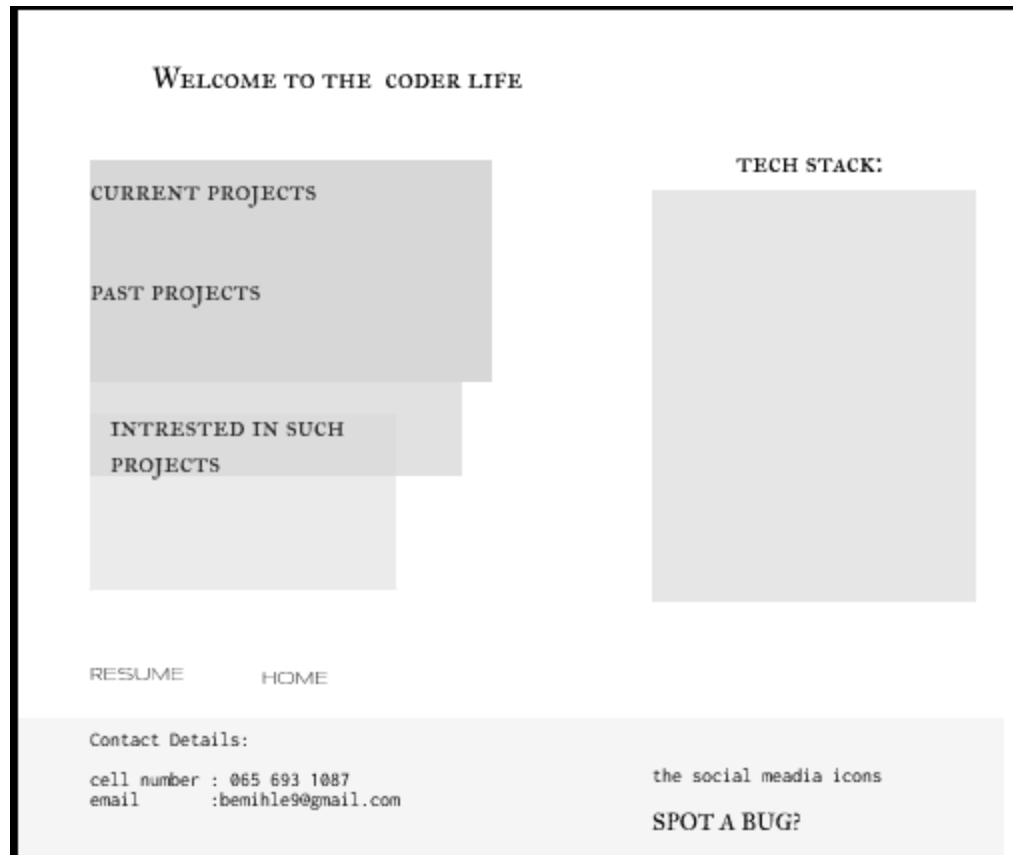 Welcome to the coder life
tech stack:
current projects
past projects
intrested in such
projects
RESUME HOME
Contact Details:
cell number : 065 693 1087
email :bemihle9@gmail.com
the social meadia icons
SPOT A BUG?